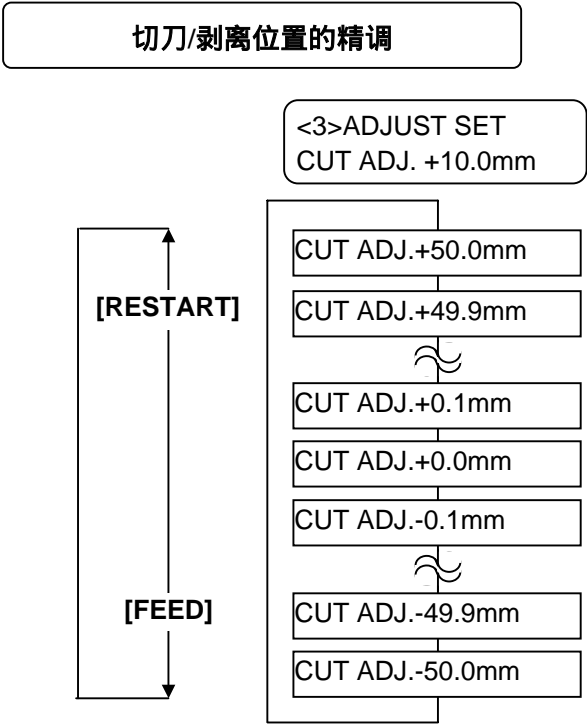 切刀/剥离位置的精调
<3>ADJUST SET
CUT ADJ. +10.0mm
CUT ADJ.+50.0mm
[RESTART]
CUT ADJ.+49.9mm
CUT ADJ.+0.1mm
CUT ADJ.+0.0mm
CUT ADJ.-0.1mm
[FEED]
CUT ADJ.-49.9mm
CUT ADJ.-50.0mm